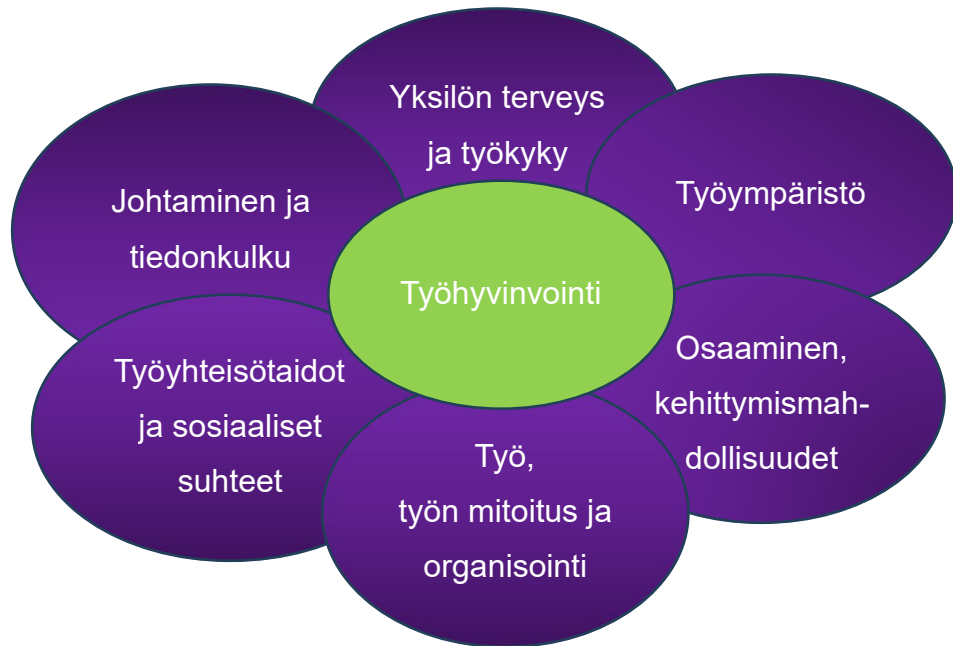 Yksilön terveys
ja työkyky
Työympäristö
Johtaminen ja
tiedonkulku
Työhyvinvointi
Osaaminen,
kehittymismah-
dollisuudet
Työyhteisötaidot
ja sosiaaliset
suhteet
Työ,
työn mitoitus ja
organisointi